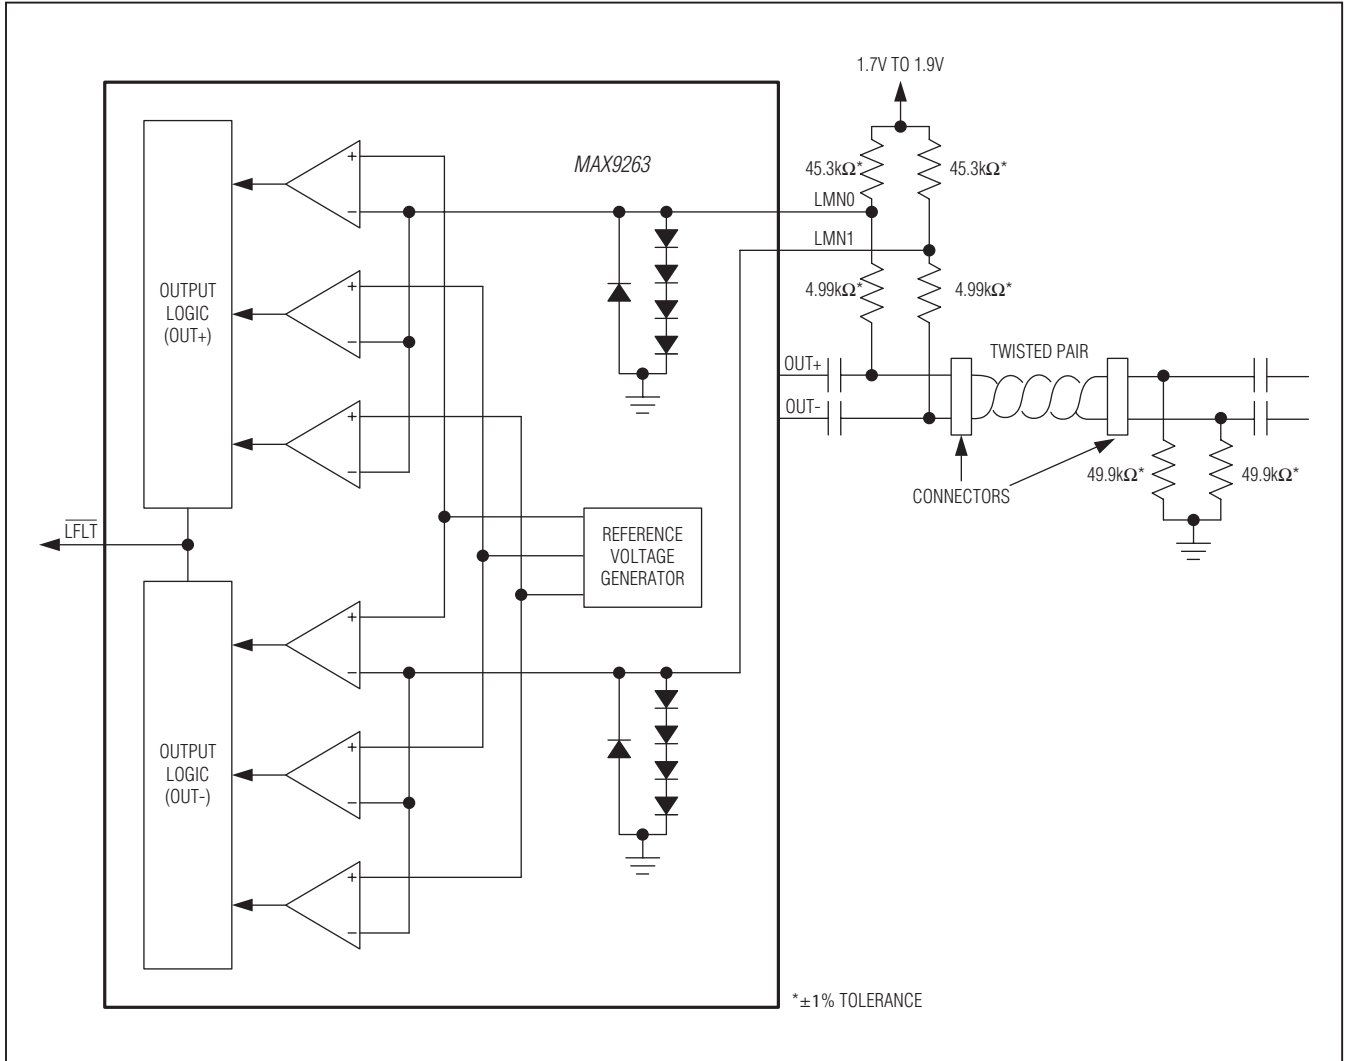 1.7V TO 1.9V
MAX9263
45.3kΩ*
45.3kΩ*
LMN0
LMN1
4.99kΩ*
4.99kΩ*
+
−
OUTPUT
LOGIC
(OUT+)
+
−
+
−
OUT+
OUT-
TWISTED PAIR
CONNECTORS
49.9kΩ*
49.9kΩ*
LFLT
REFERENCE
VOLTAGE
GENERATOR
+
−
OUTPUT
LOGIC
(OUT-)
+
−
+
−
*±1% TOLERANCE